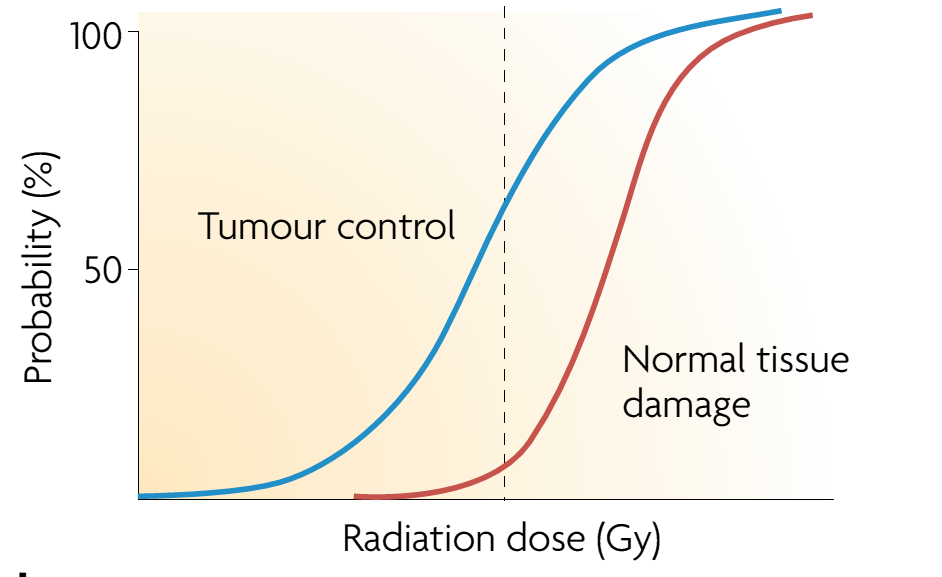 100
Probability (%)
Tumour control
50
Normal tissue
damage
Radiation dose (Gy)